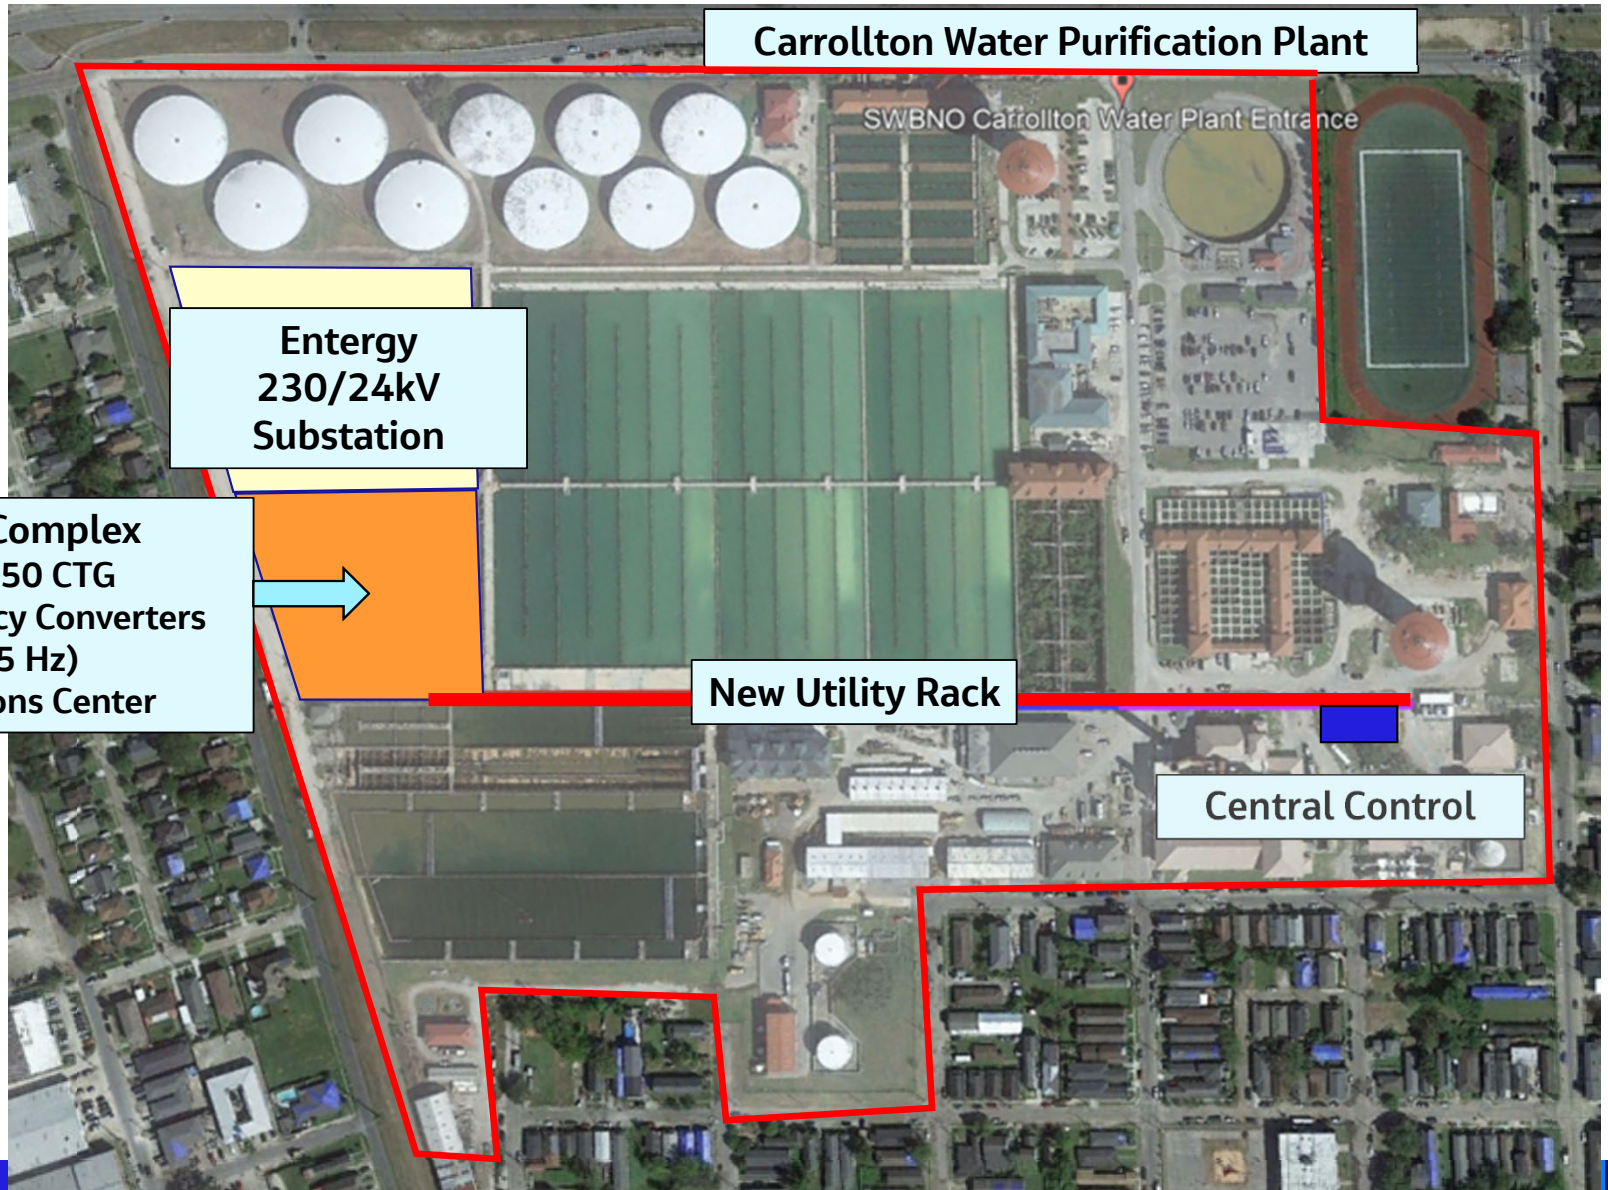 Carrollton Water Purification Plant
SWBNO Carrollton Water Plant Entrance
Entergy
230/24kV
Substation
Complex
50 CTG
cy Converters
5 Hz)
ons Center
New Utility Rack
Central Control